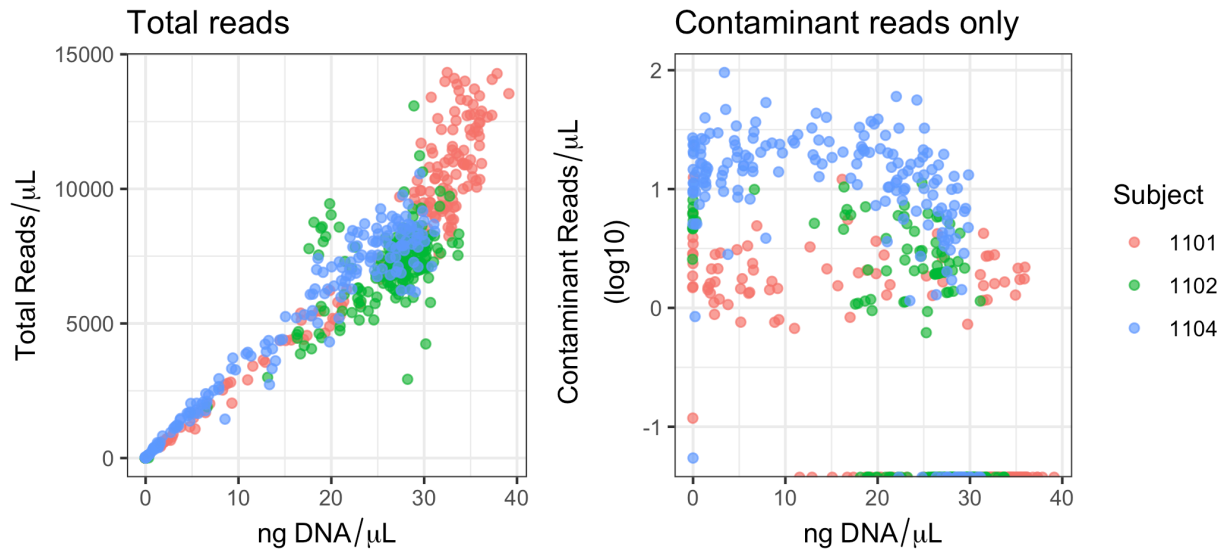 Total reads
Total Reads/μL
15000
10000
5000
0
0 10 20 30 40
ng DNA/μL
Contaminant reads only
Contaminant Reads/μL
(log10)
2
1
0
-1
0 10 20 30 40
ng DNA/μL
Subject
1101
1102
1104